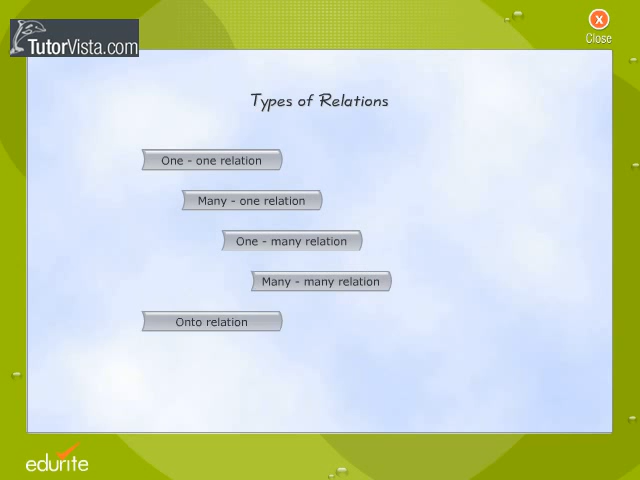 TutorVista.com
X
Close
Types of Relations
One - one relation
Many - one relation
One - many relation
Many - many relation
Onto relation
edurite